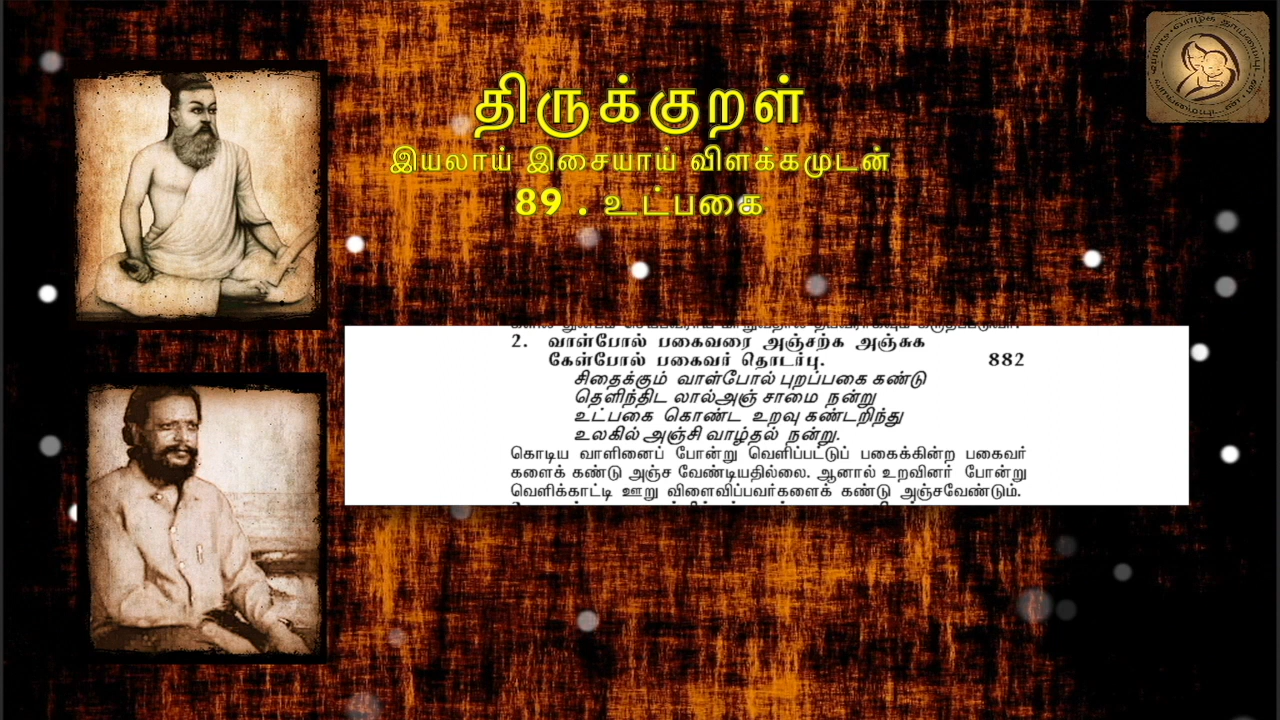 திருக்குறள்
இயலாய் இசையாய் விளக்கமுடன்
89 . உட்பகை
2. வாள்போல் பகைவரை அஞ்சற்க அஞ்சுக
கேள்போல் பகைவர் தொடர்பு. 882
சிதைக்கும் வாள்போல் புறப்பகை கண்டு
தெளிந்திட லால்அஞ் சாமை நன்று
உட்பகை கொண்ட உறவு கண்டறிந்து
உலகில் அஞ்சி வாழ்தல் நன்று.
கொடிய வாளினைப் போன்று வெளிப்பட்டுப் பகைக்கின்ற பகைவர்
களைக் கண்டு அஞ்ச வேண்டியதில்லை. ஆனால் உறவினர் போன்று
வெளிக்காட்டி ஊறு விளைவிப்பவர்களைக் கண்டு அஞ்சவேண்டும்.